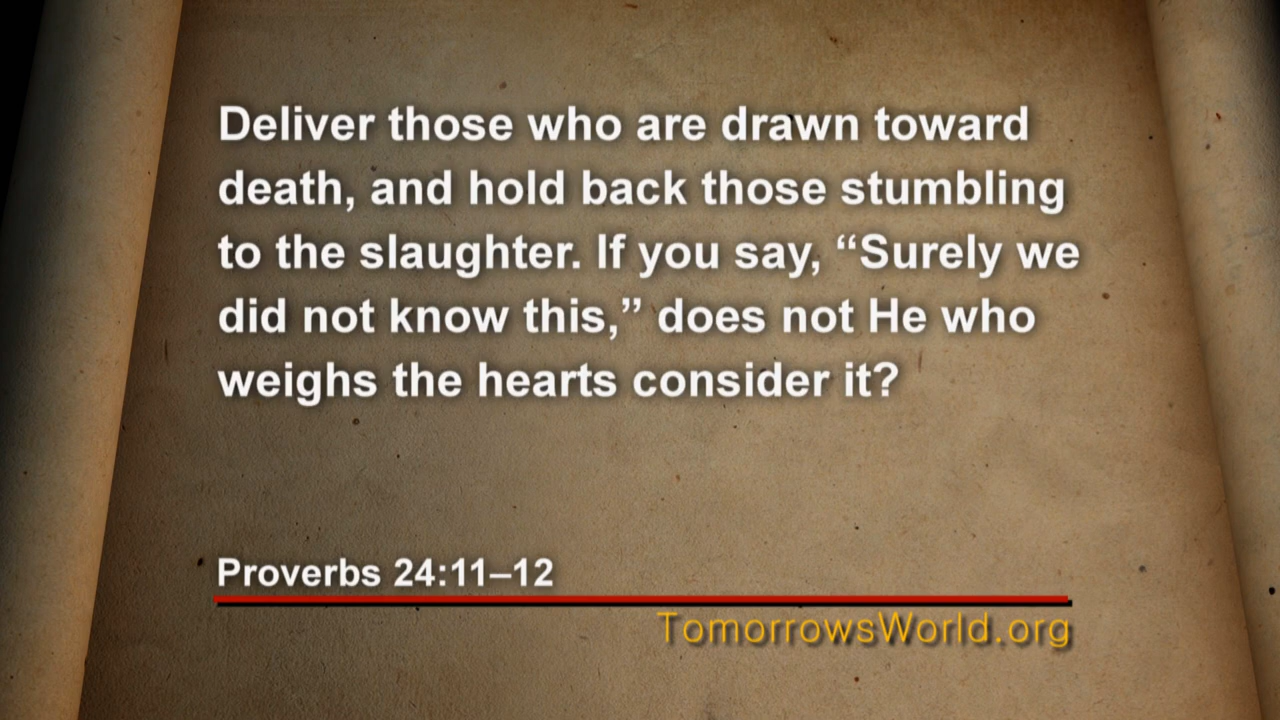 Deliver those who are drawn toward
death, and hold back those stumbling
to the slaughter. If you say, “Surely we
did not know this,” does not He who
weighs the hearts consider it?
Proverbs 24:11–12
TomorrowsWorld.org